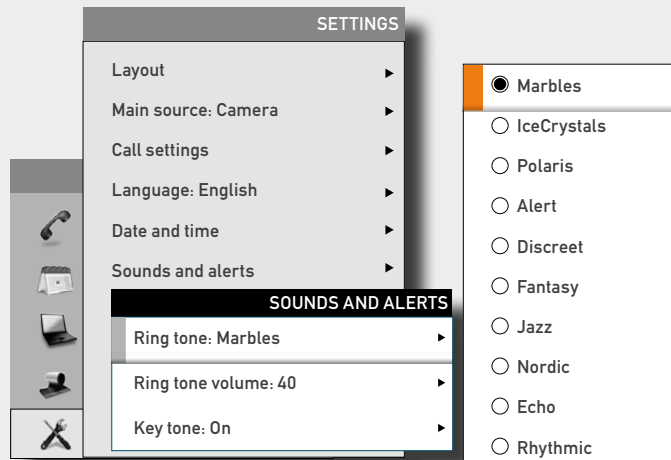 SETTINGS
Layout
Main source: Camera
Call settings
Language: English
Date and time
Sounds and alerts
SOUNDS AND ALERTS
Ring tone: Marbles
Ring tone volume: 40
Key tone: On
Marbles
IceCrystals
Polaris
Alert
Discreet
Fantasy
Jazz
Nordic
Echo
Rhythmic